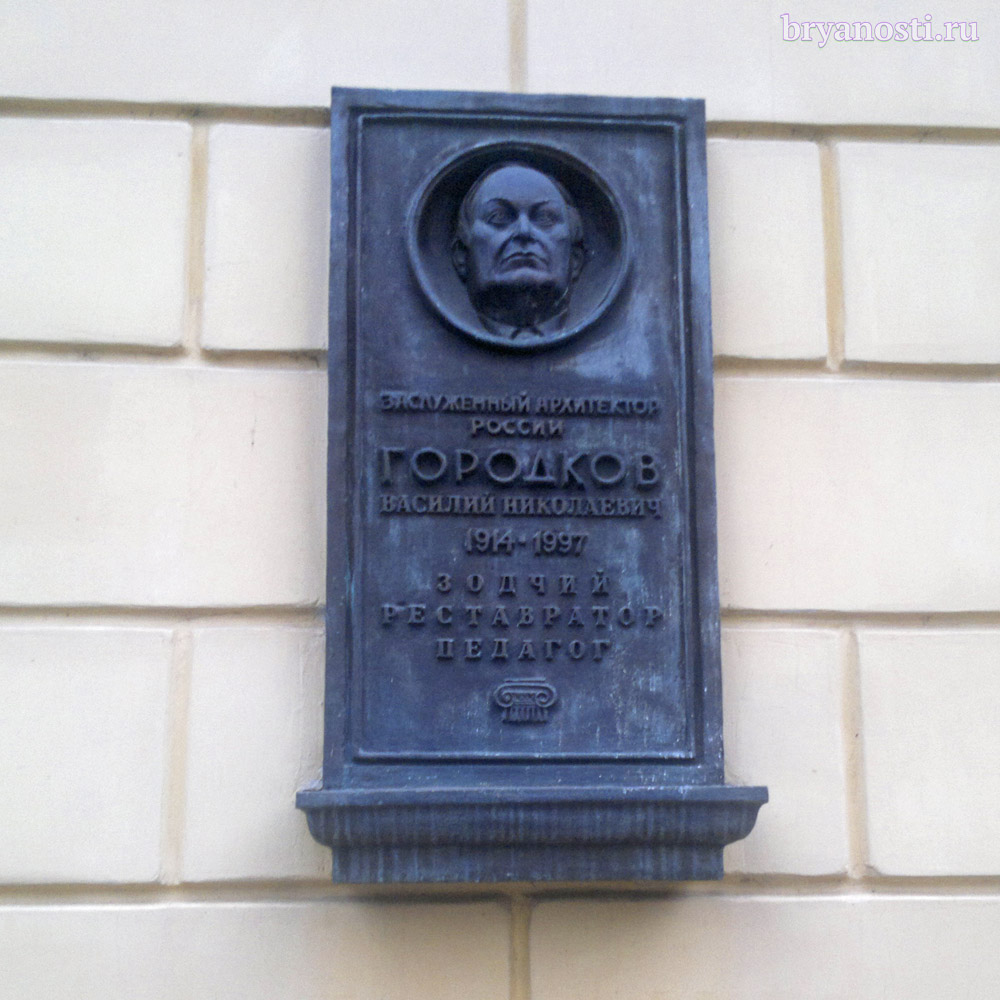 bryanosti.ru
ЗАСЛУЖЕННЫЙ АРХИТЕКТОР
РОССИИ
ГОРОДКОВ
ВАСИЛИЙ НИКОЛАЕВИЧ
1914-1997
ЗОДЧИЙ
РЕСТАВРАТОР
ПЕДАГОГ